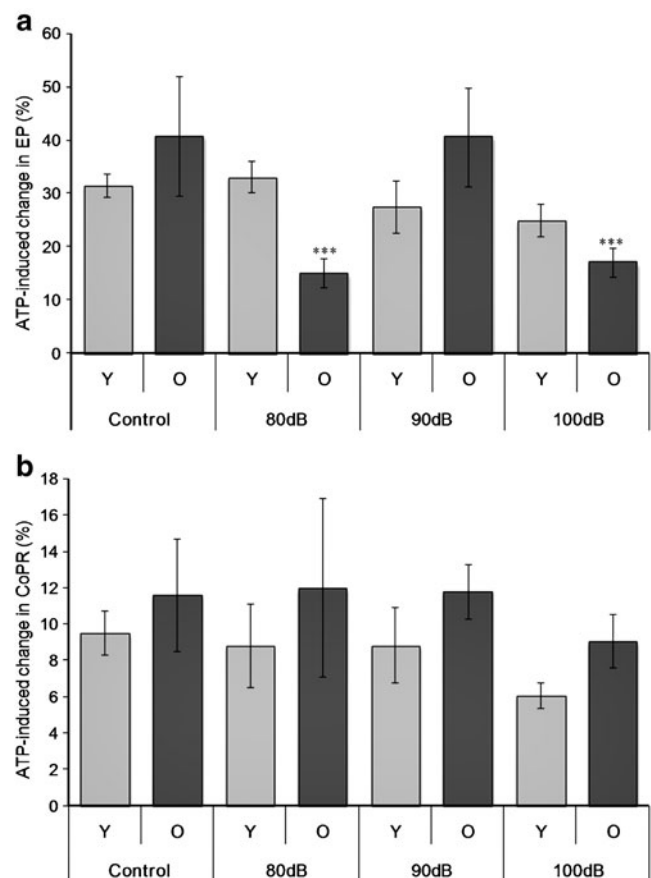 a
ATP-induced change in EP (%)
60
50
40
30
20
10
0
*** ***
Y O Y O Y O Y O
Control 80dB 90dB 100dB
b
ATP-induced change in CoPR (%)
18
16
14
12
10
8
6
4
2
0
Y O Y O Y O Y O
Control 80dB 90dB 100dB